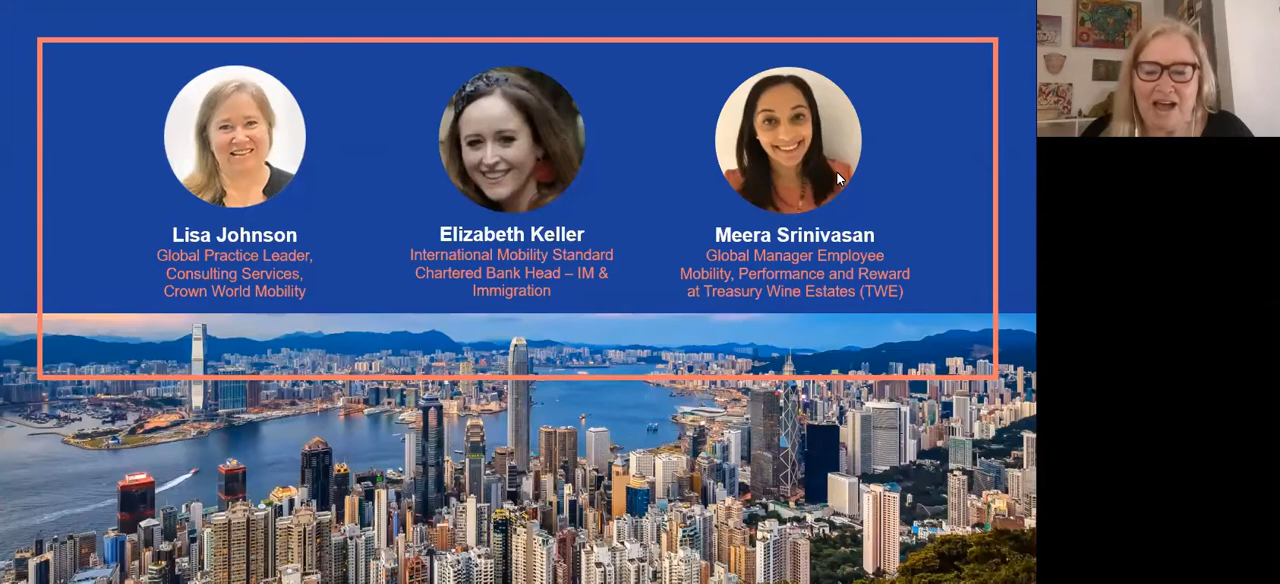 Lisa Johnson
Global Practice Leader,
Consulting Services,
Crown World Mobility
Elizabeth Keller
International Mobility Standard
Chartered Bank Head – IM &
Immigration
Meera Srinivasan
Global Manager Employee
Mobility, Performance and Reward
at Treasury Wine Estates (TWE)